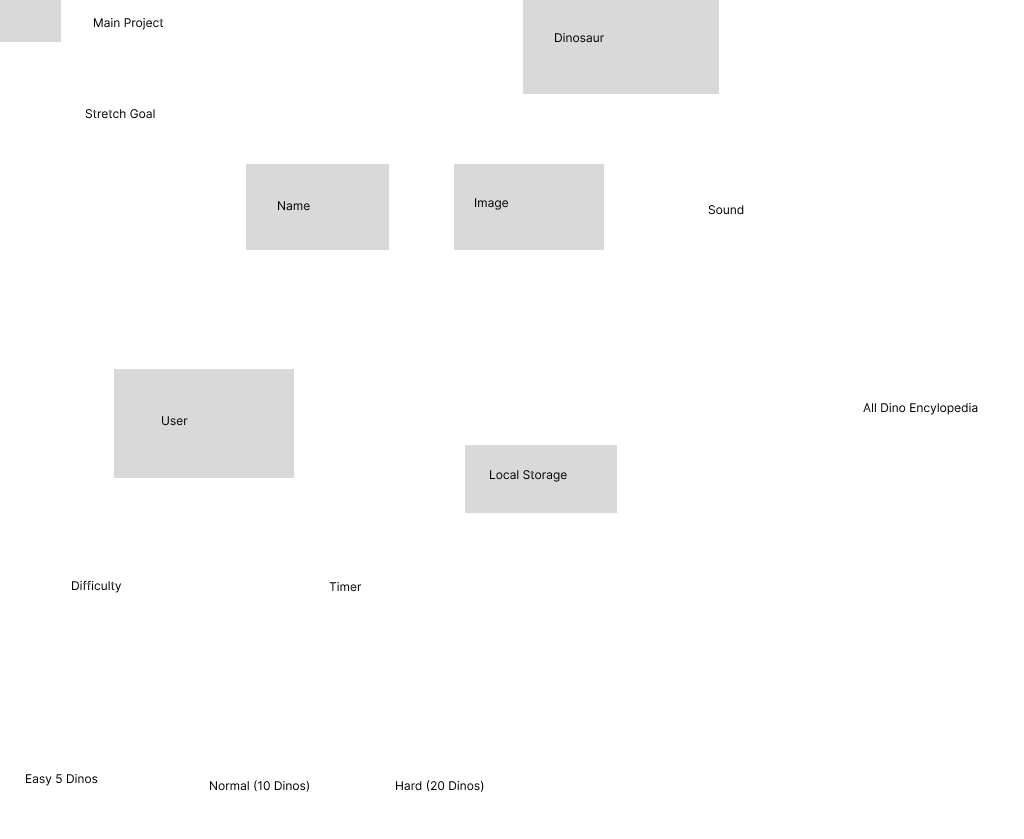 Main Project
Dinosaur
Stretch Goal
Name
Image
Sound
User
All Dino Encylopedia
Local Storage
Difficulty
Timer
Easy 5 Dinos
Normal (10 Dinos)
Hard (20 Dinos)